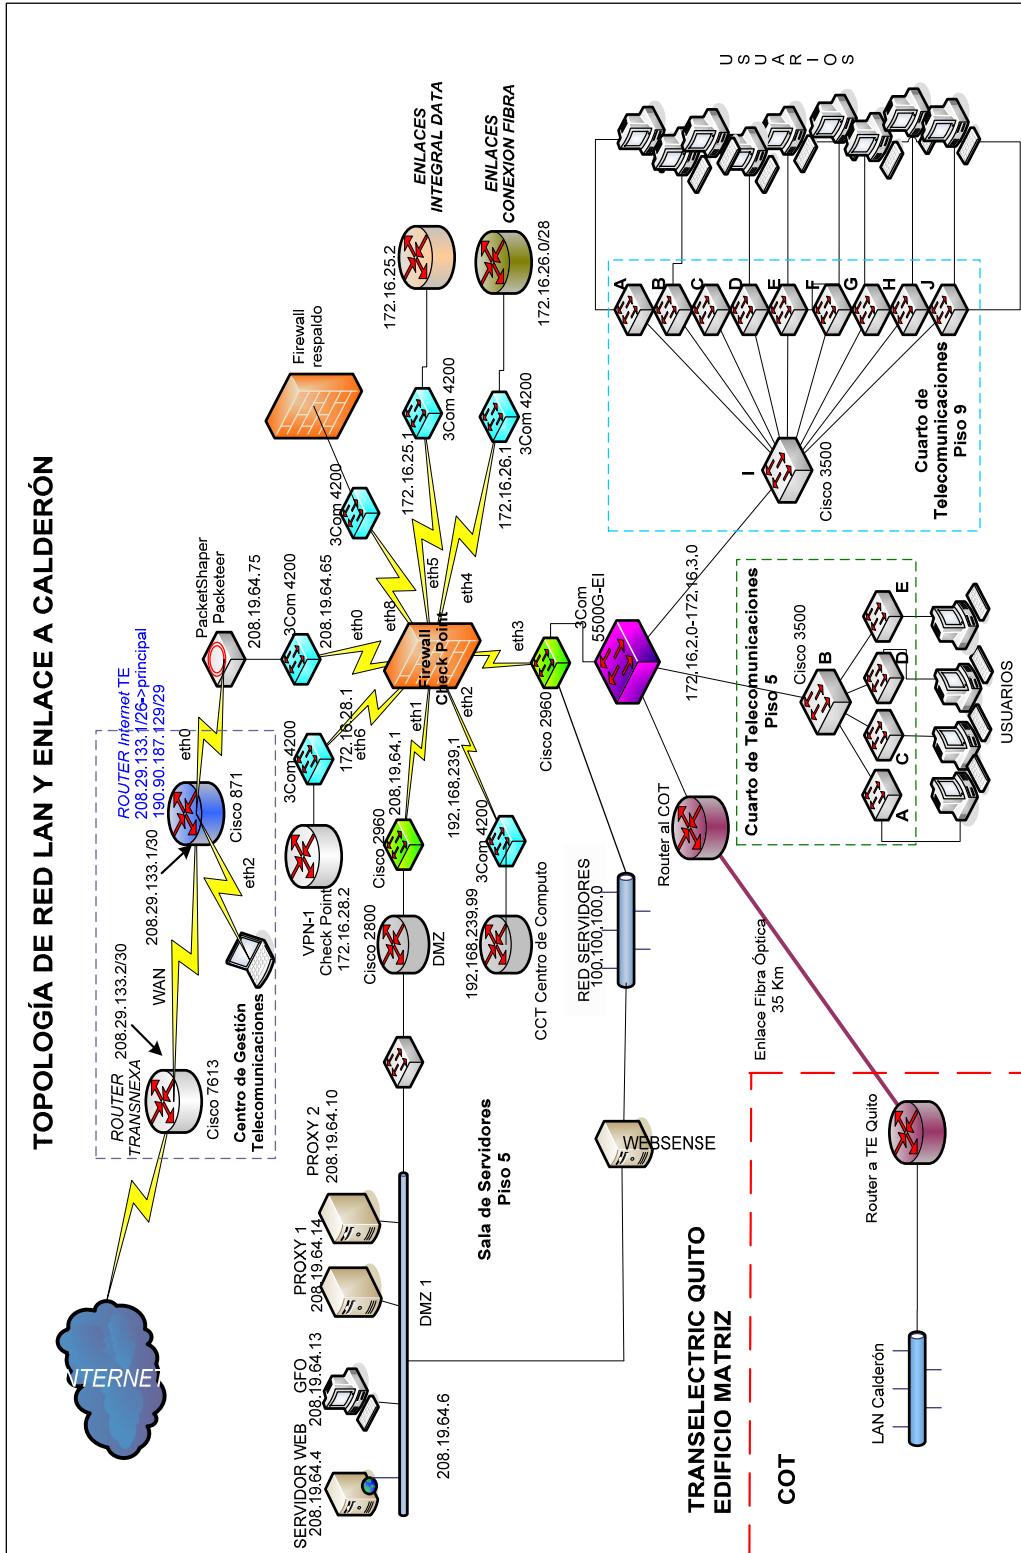 TOPOLOGÍA DE RED LAN Y ENLACE A CALDERÓN
INTERNET
ROUTER
TRANSNEXA
208.29.133.2/30
Cisco 7613
WAN
208.29.133.1/30
ROUTER Internet TE
208.29.133.1/26->principal
190.90.187.129/29
Cisco 871
eth0
eth2
Centro de Gestión
Telecomunicaciones
PacketShaper
Packeteer
208.19.64.75
3Com 4200
208.19.64.65
eth0
Firewall
respaldo
3Com 4200
eth8
ENLACES
INTEGRAL DATA
172.16.25.2
3Com 4200
172.16.25.1
eth5
ENLACES
CONEXION FIBRA
172.16.26.0/28
3Com 4200
172.16.26.1
eth4
Firewall
Check Point
3Com 4200
172.16.28.1
eth6
VPN-1
Check Point
172.16.28.2
eth1
208.19.64.1
Cisco 2960
Cisco 2800
DMZ
eth2
192.168.239.1
3Com 4200
192.168.239.99
CCT Centro de Computo
eth3
Cisco 2960
3Com
5500G-EI
RED SERVIDORES
100.100.100.0
SERVIDOR WEB
208.19.64.4
GFO
208.19.64.13
PROXY 1
208.19.64.14
PROXY 2
208.19.64.10
DMZ 1
208.19.64.6
Sala de Servidores
Piso 5
WEBSENSE
172.16.2.0-172.16.3.0
I
Cisco 3500
Cuarto de
Telecomunicaciones
Piso 9
A
B
C
D
E
F
G
H
J
U S U A R I O S
Cuarto de Telecomunicaciones
Piso 5
Cisco 3500
B
A
C
D
E
USUARIOS
Router al COT
Enlace Fibra Óptica
35 Km
TRANSELECTRIC QUITO
EDIFICIO MATRIZ
COT
Router a TE Quito
LAN Calderón